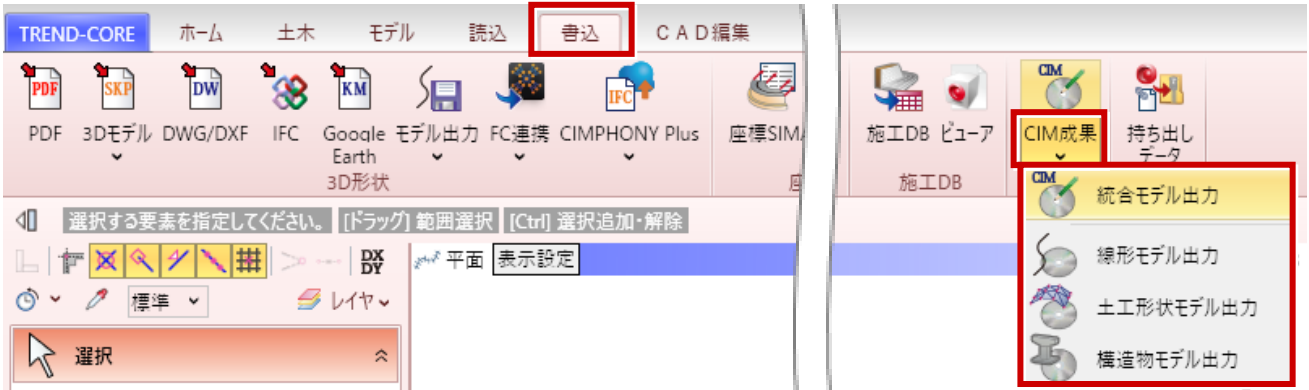 TREND-CORE ホーム 土木 モデル 読込 書込 CAD編集
PDF SKP DW KM IFC CIM
PDF 3Dモデル DWG/DXF IFC Google Earth モデル出力 FC連携 CIMPHONY Plus 座標SIMA 施工DB ビューア CIM成果 持ち出しデータ
3D形状 座 施工DB
CIM 統合モデル出力
選択する要素を指定してください。 [ドラッグ] 範囲選択 [Ctrl] 選択追加・解除
線形モデル出力
DX DY 平面 表示設定
標準 レイヤ
土工形状モデル出力
選択
構造物モデル出力